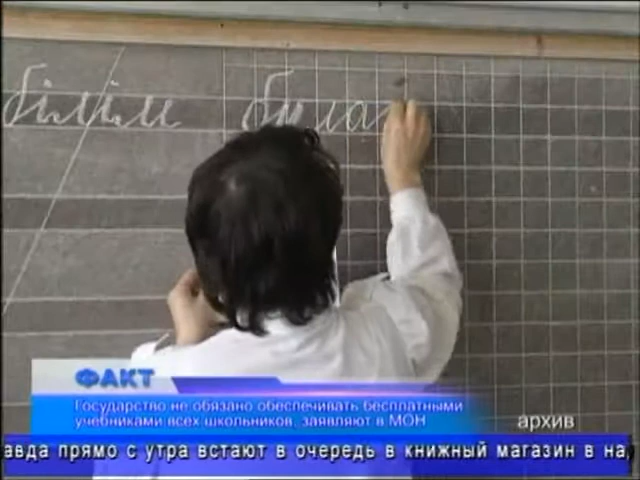 білім бұла
ФАКТ
Государство не обязано обеспечивать бесплатными
учебниками всех школьников, заявляют в МОН
архив
авда прямо с утра встают в очередь в книжный магазин в на